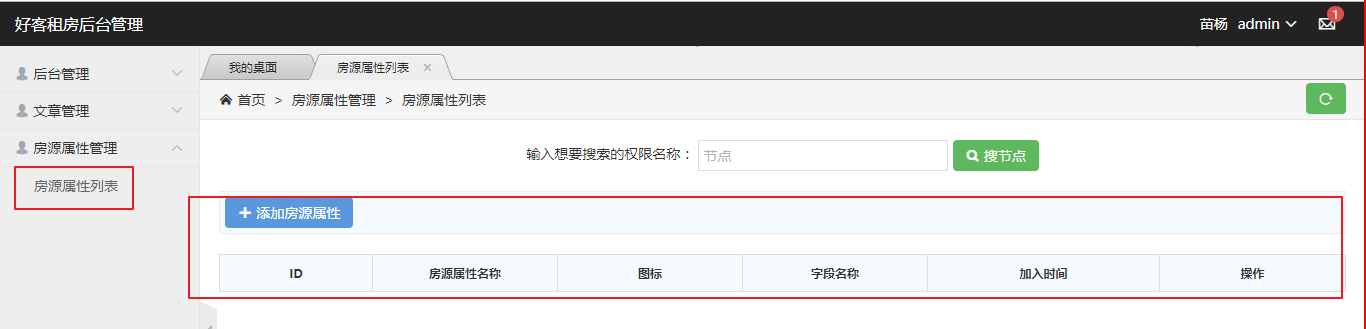 好客租房后台管理
苗杨 admin 1
后台管理
文章管理
房源属性管理
房源属性列表
我的桌面 房源属性列表 ×
首页 > 房源属性管理 > 房源属性列表
输入想要搜索的权限名称： 节点 搜节点
添加房源属性
ID 房源属性名称 图标 字段名称 加入时间 操作